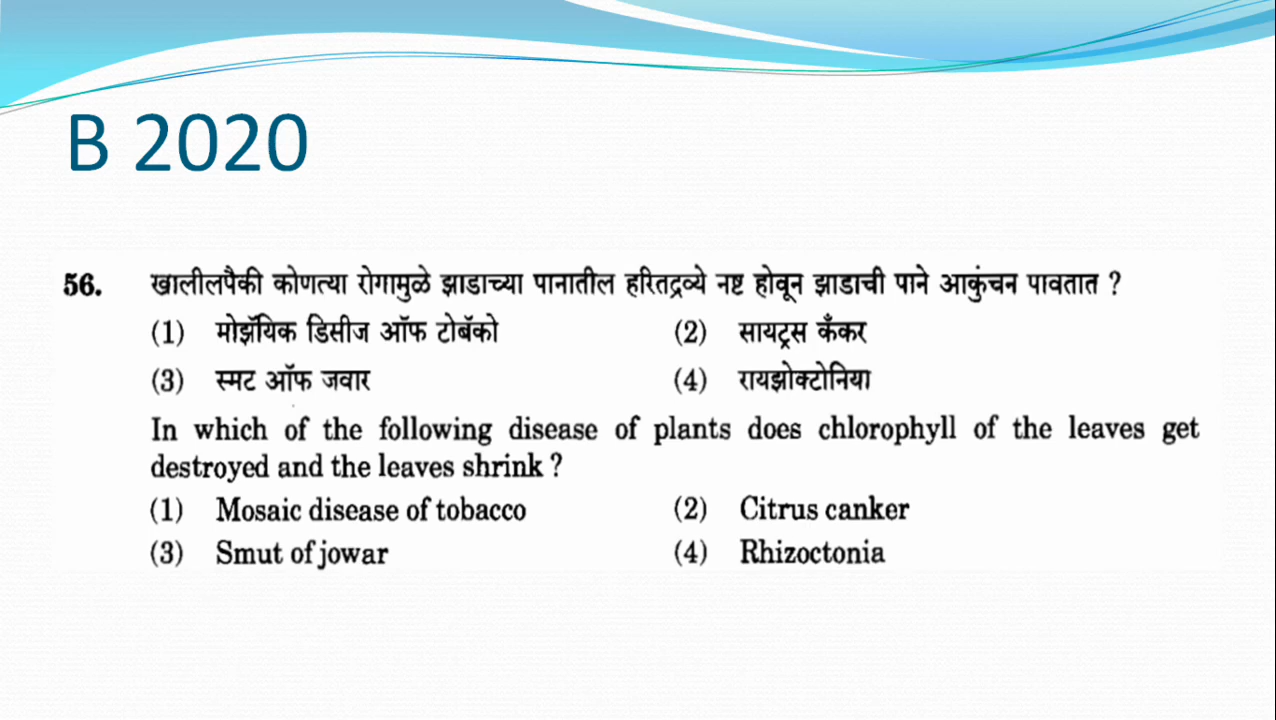 B 2020
56. खालीलपैकी कोणत्या रोगामुळे झाडाच्या पानातील हरितद्रव्ये नष्ट होवून झाडाची पाने आकुंचन पावतात ?
(1) मोझॅयिक डिसीज ऑफ टोबॅको (2) सायट्रस कँकर
(3) स्मट ऑफ जवार (4) रायझोक्टोनिया
In which of the following disease of plants does chlorophyll of the leaves get
destroyed and the leaves shrink ?
(1) Mosaic disease of tobacco (2) Citrus canker
(3) Smut of jowar (4) Rhizoctonia